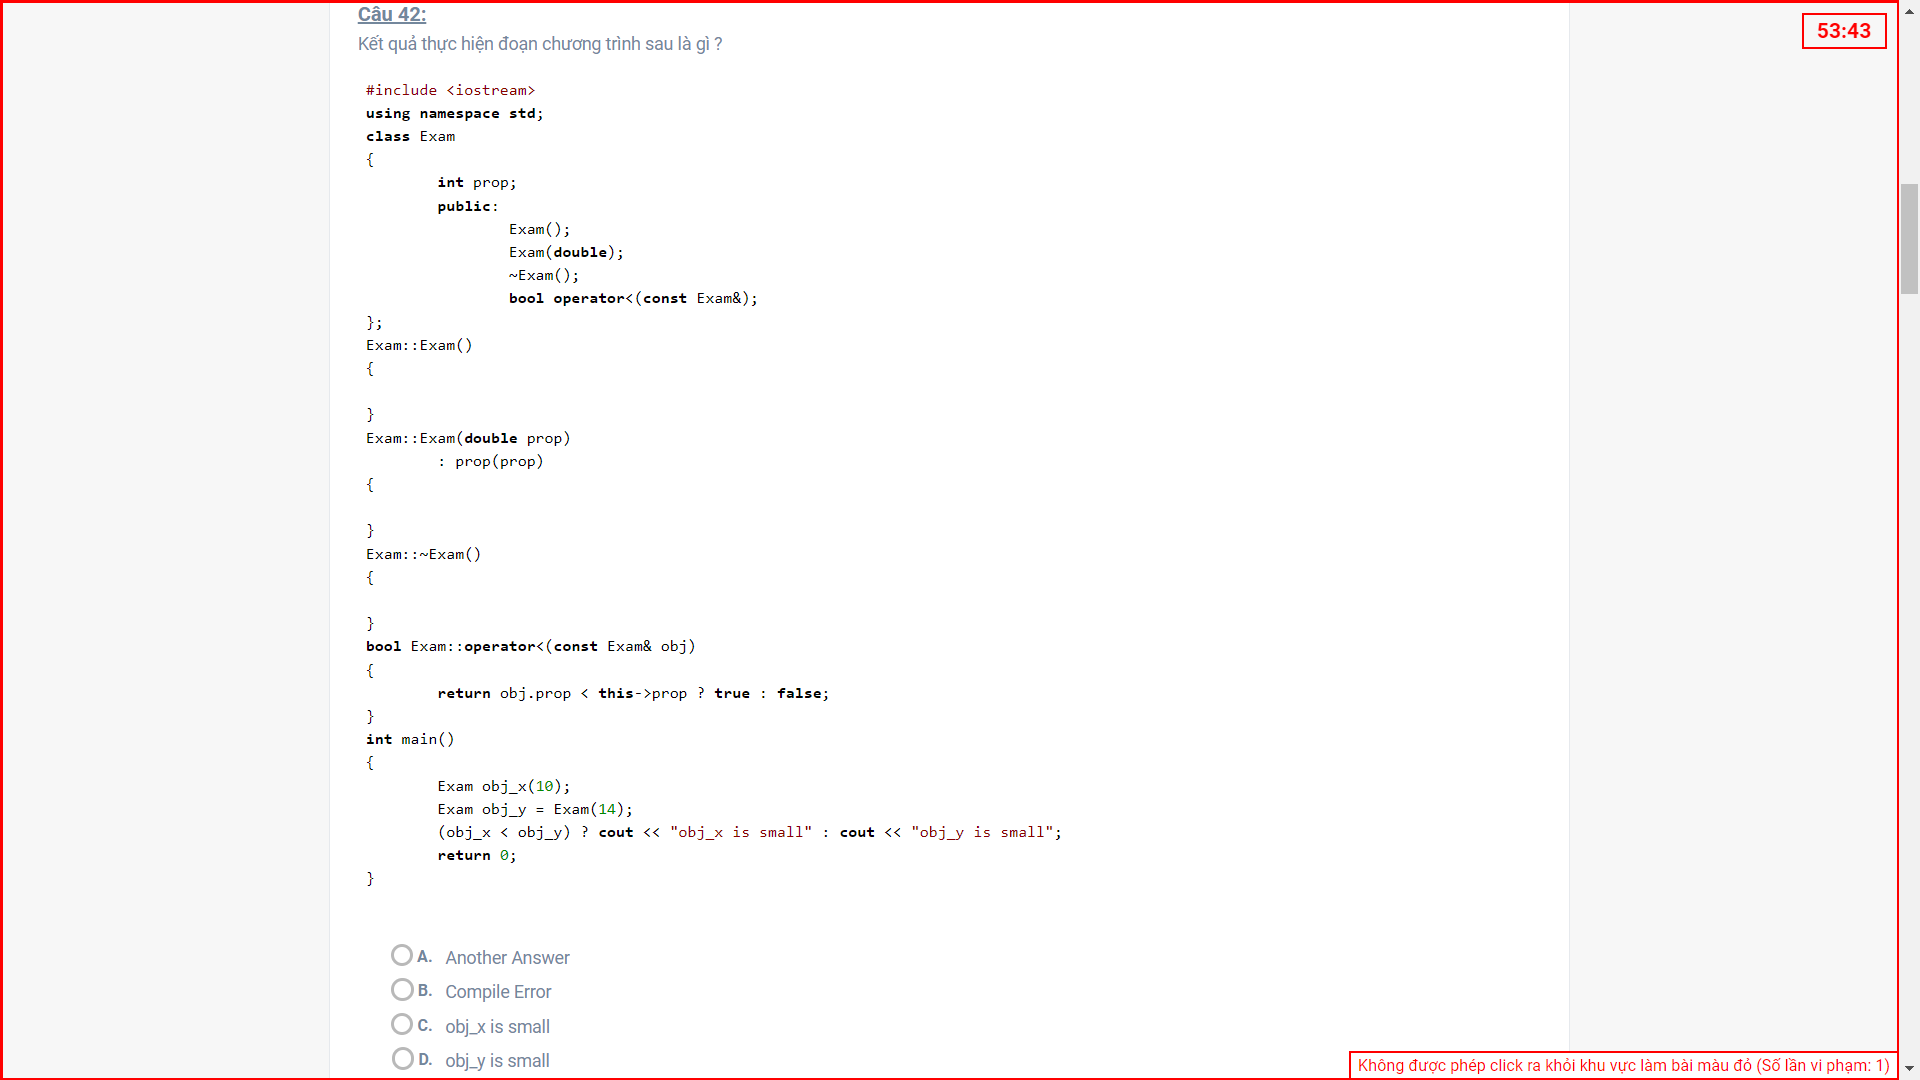 Câu 42:
53:43
Kết quả thực hiện đoạn chương trình sau là gì ?
#include <iostream>
using namespace std;
class Exam
{
        int prop;
        public:
                Exam();
                Exam(double);
                ~Exam();
                bool operator<(const Exam&);
};
Exam::Exam()
{
}
Exam::Exam(double prop)
        : prop(prop)
{
}
Exam::~Exam()
{
}
bool Exam::operator<(const Exam& obj)
{
        return obj.prop < this->prop ? true : false;
}
int main()
{
        Exam obj_x(10);
        Exam obj_y = Exam(14);
        (obj_x < obj_y) ? cout << "obj_x is small" : cout << "obj_y is small";
        return 0;
}
A. Another Answer
B. Compile Error
C. obj_x is small
D. obj_y is small
Không được phép click ra khỏi khu vực làm bài màu đỏ (Số lần vi phạm: 1)